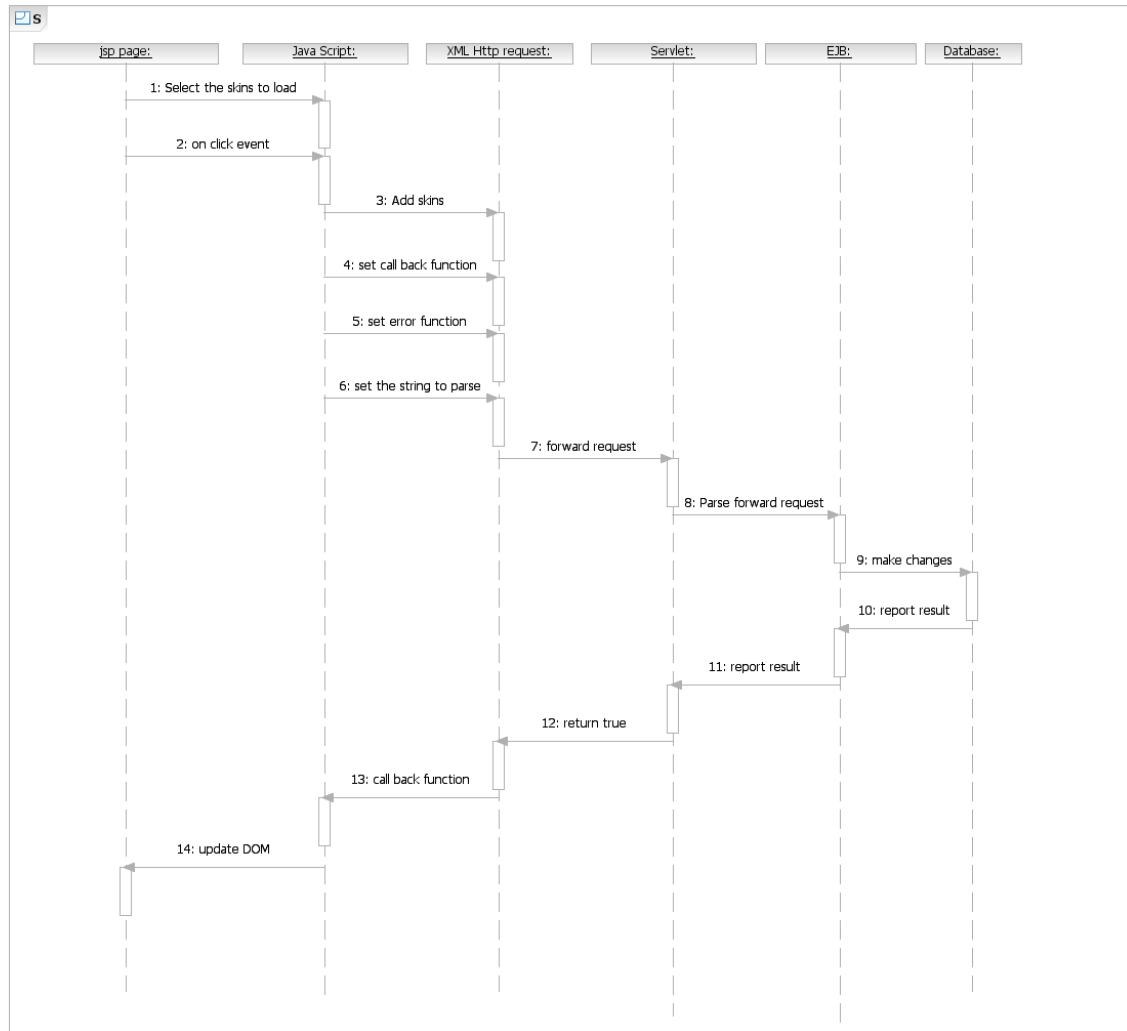 s
jsp page:
Java Script:
XML Http request:
Servlet:
EJB:
Database:
1: Select the skins to load
2: on click event
3: Add skins
4: set call back function
5: set error function
6: set the string to parse
7: forward request
8: Parse forward request
9: make changes
10: report result
11: report result
12: return true
13: call back function
14: update DOM